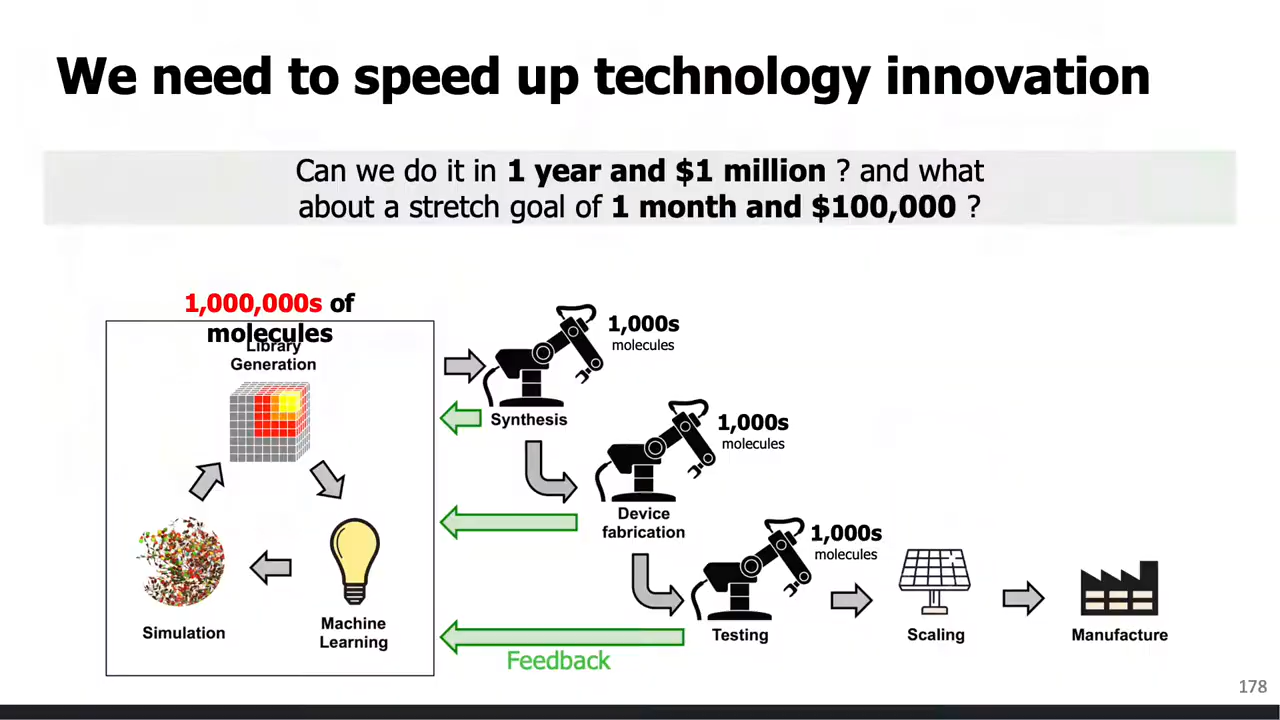 We need to speed up technology innovation
Can we do it in 1 year and $1 million ? and what
about a stretch goal of 1 month and $100,000 ?
1,000,000s of
molecules
Library
Generation
1,000s
molecules
Synthesis
1,000s
molecules
Device
fabrication
1,000s
molecules
Simulation
Machine
Learning
Testing
Scaling
Manufacture
Feedback
178